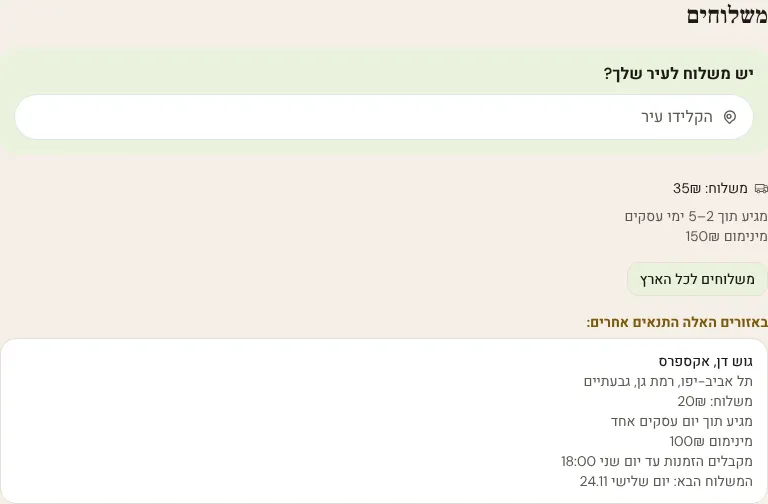 משלוחים
יש משלוח לעיר שלך?
הקלידו עיר
משלוח: 35₪
מגיע תוך 2–5 ימי עסקים
מינימום 150₪
משלוחים לכל הארץ
באזורים האלה התנאים אחרים:
גוש דן, אקספרס
תל אביב-יפו, רמת גן, גבעתיים
משלוח: 20₪
מגיע תוך יום עסקים אחד
מינימום 100₪
מקבלים הזמנות עד יום שני 18:00
המשלוח הבא: יום שלישי 24.11